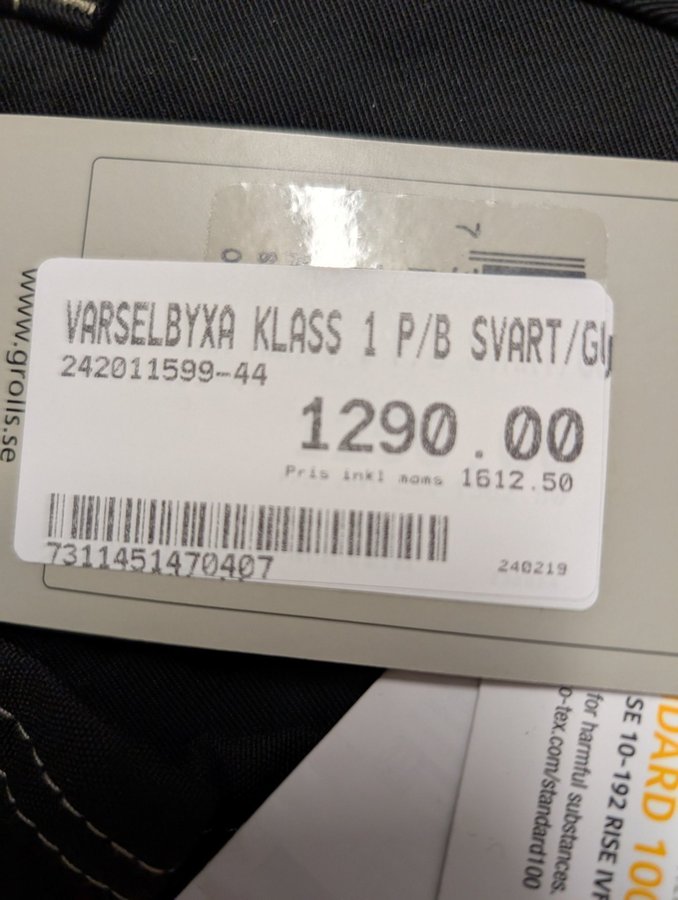 www.grolls.se
VARSELBYXA KLASS 1 P/B SVART/GU
242011599-44
1290.00
Pris inkl moms 1612.50
7311451470407
240219
DARD 100
SE 10-192 RISE IVF
for harmful substances.
o-tex.com/standard100